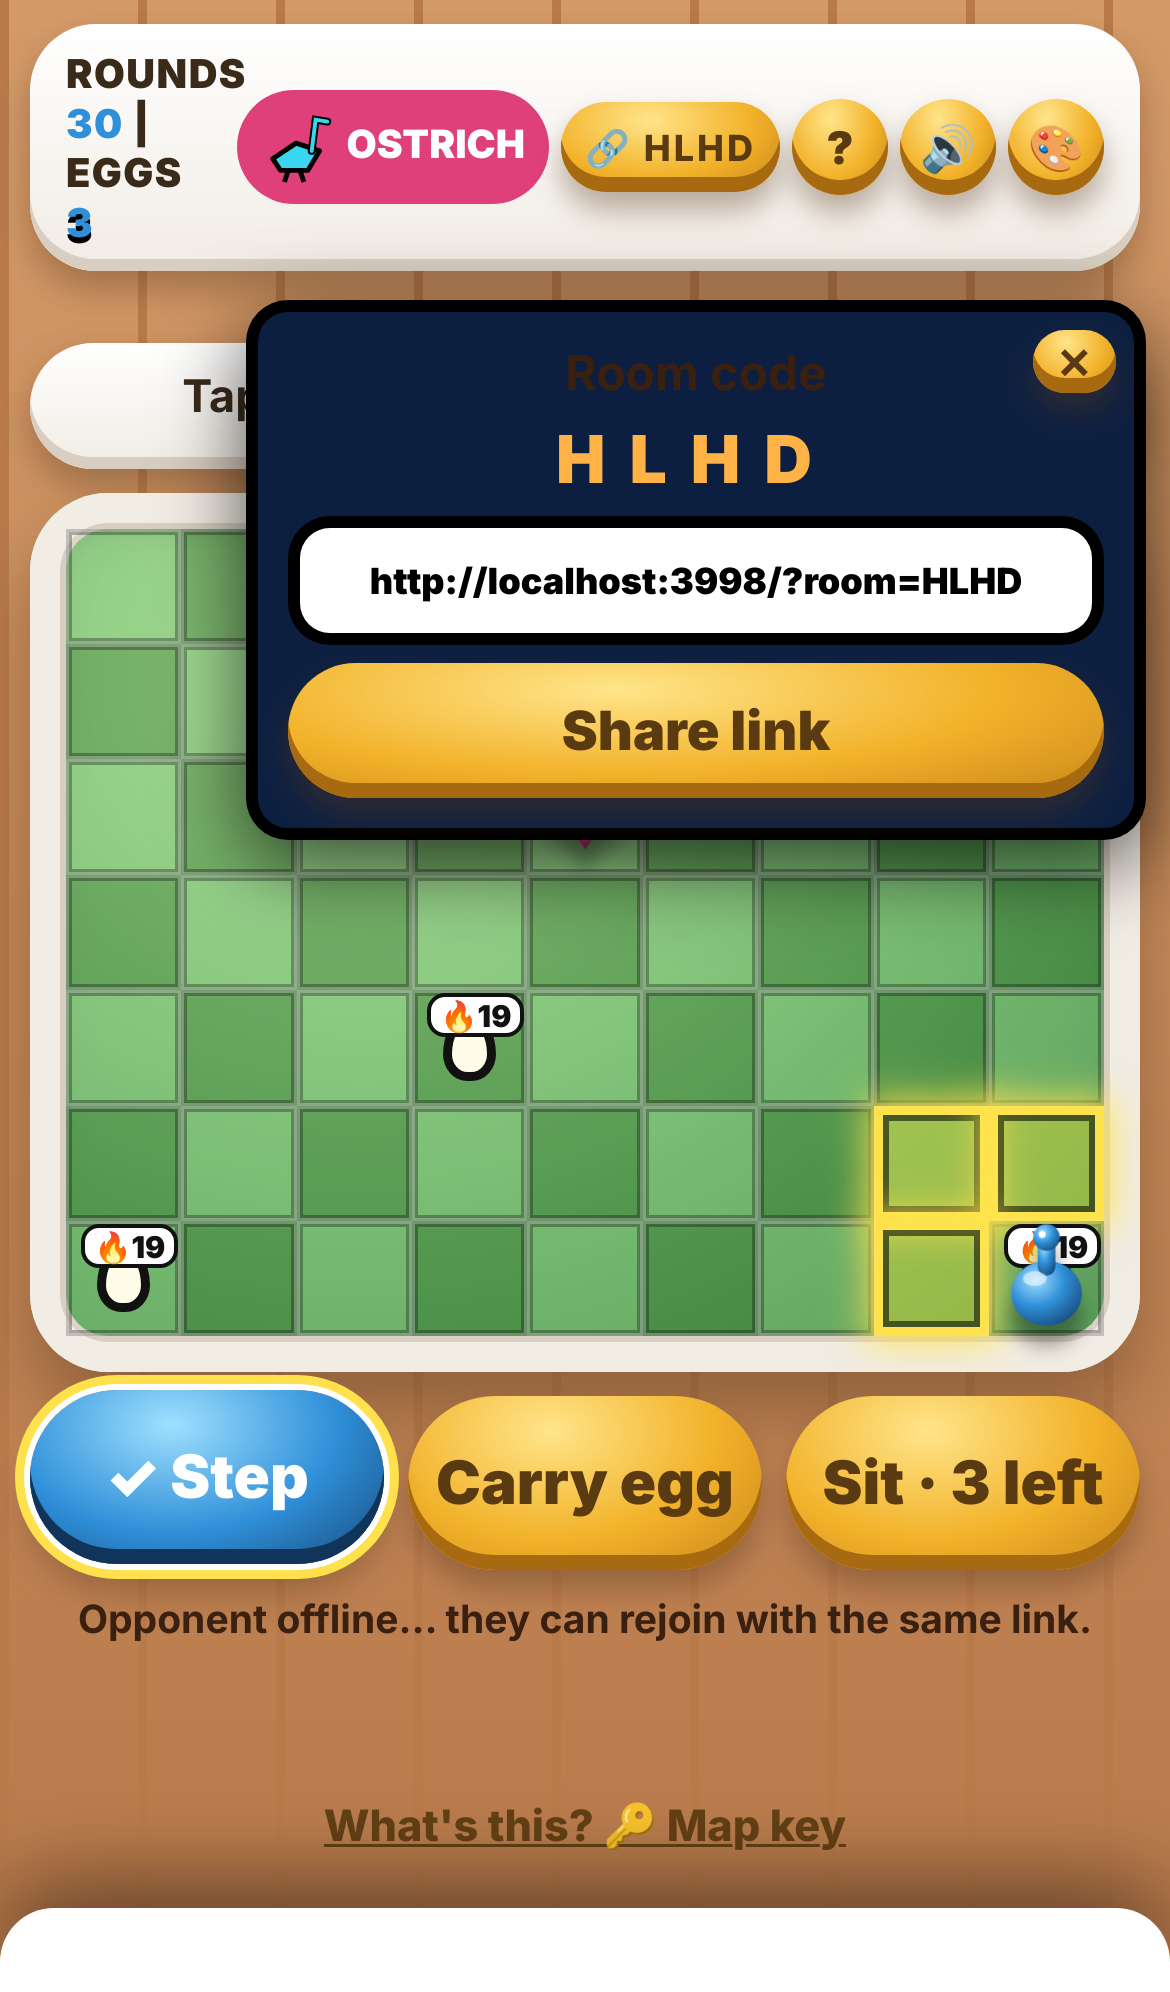 ROUNDS
30 |
EGGS
3
OSTRICH
HLHD
?
Tap
Room code
×
HLHD
http://localhost:3998/?room=HLHD
Share link
19
19
19
✓ Step
Carry egg
Sit · 3 left
Opponent offline... they can rejoin with the same link.
What's this? 🔑 Map key